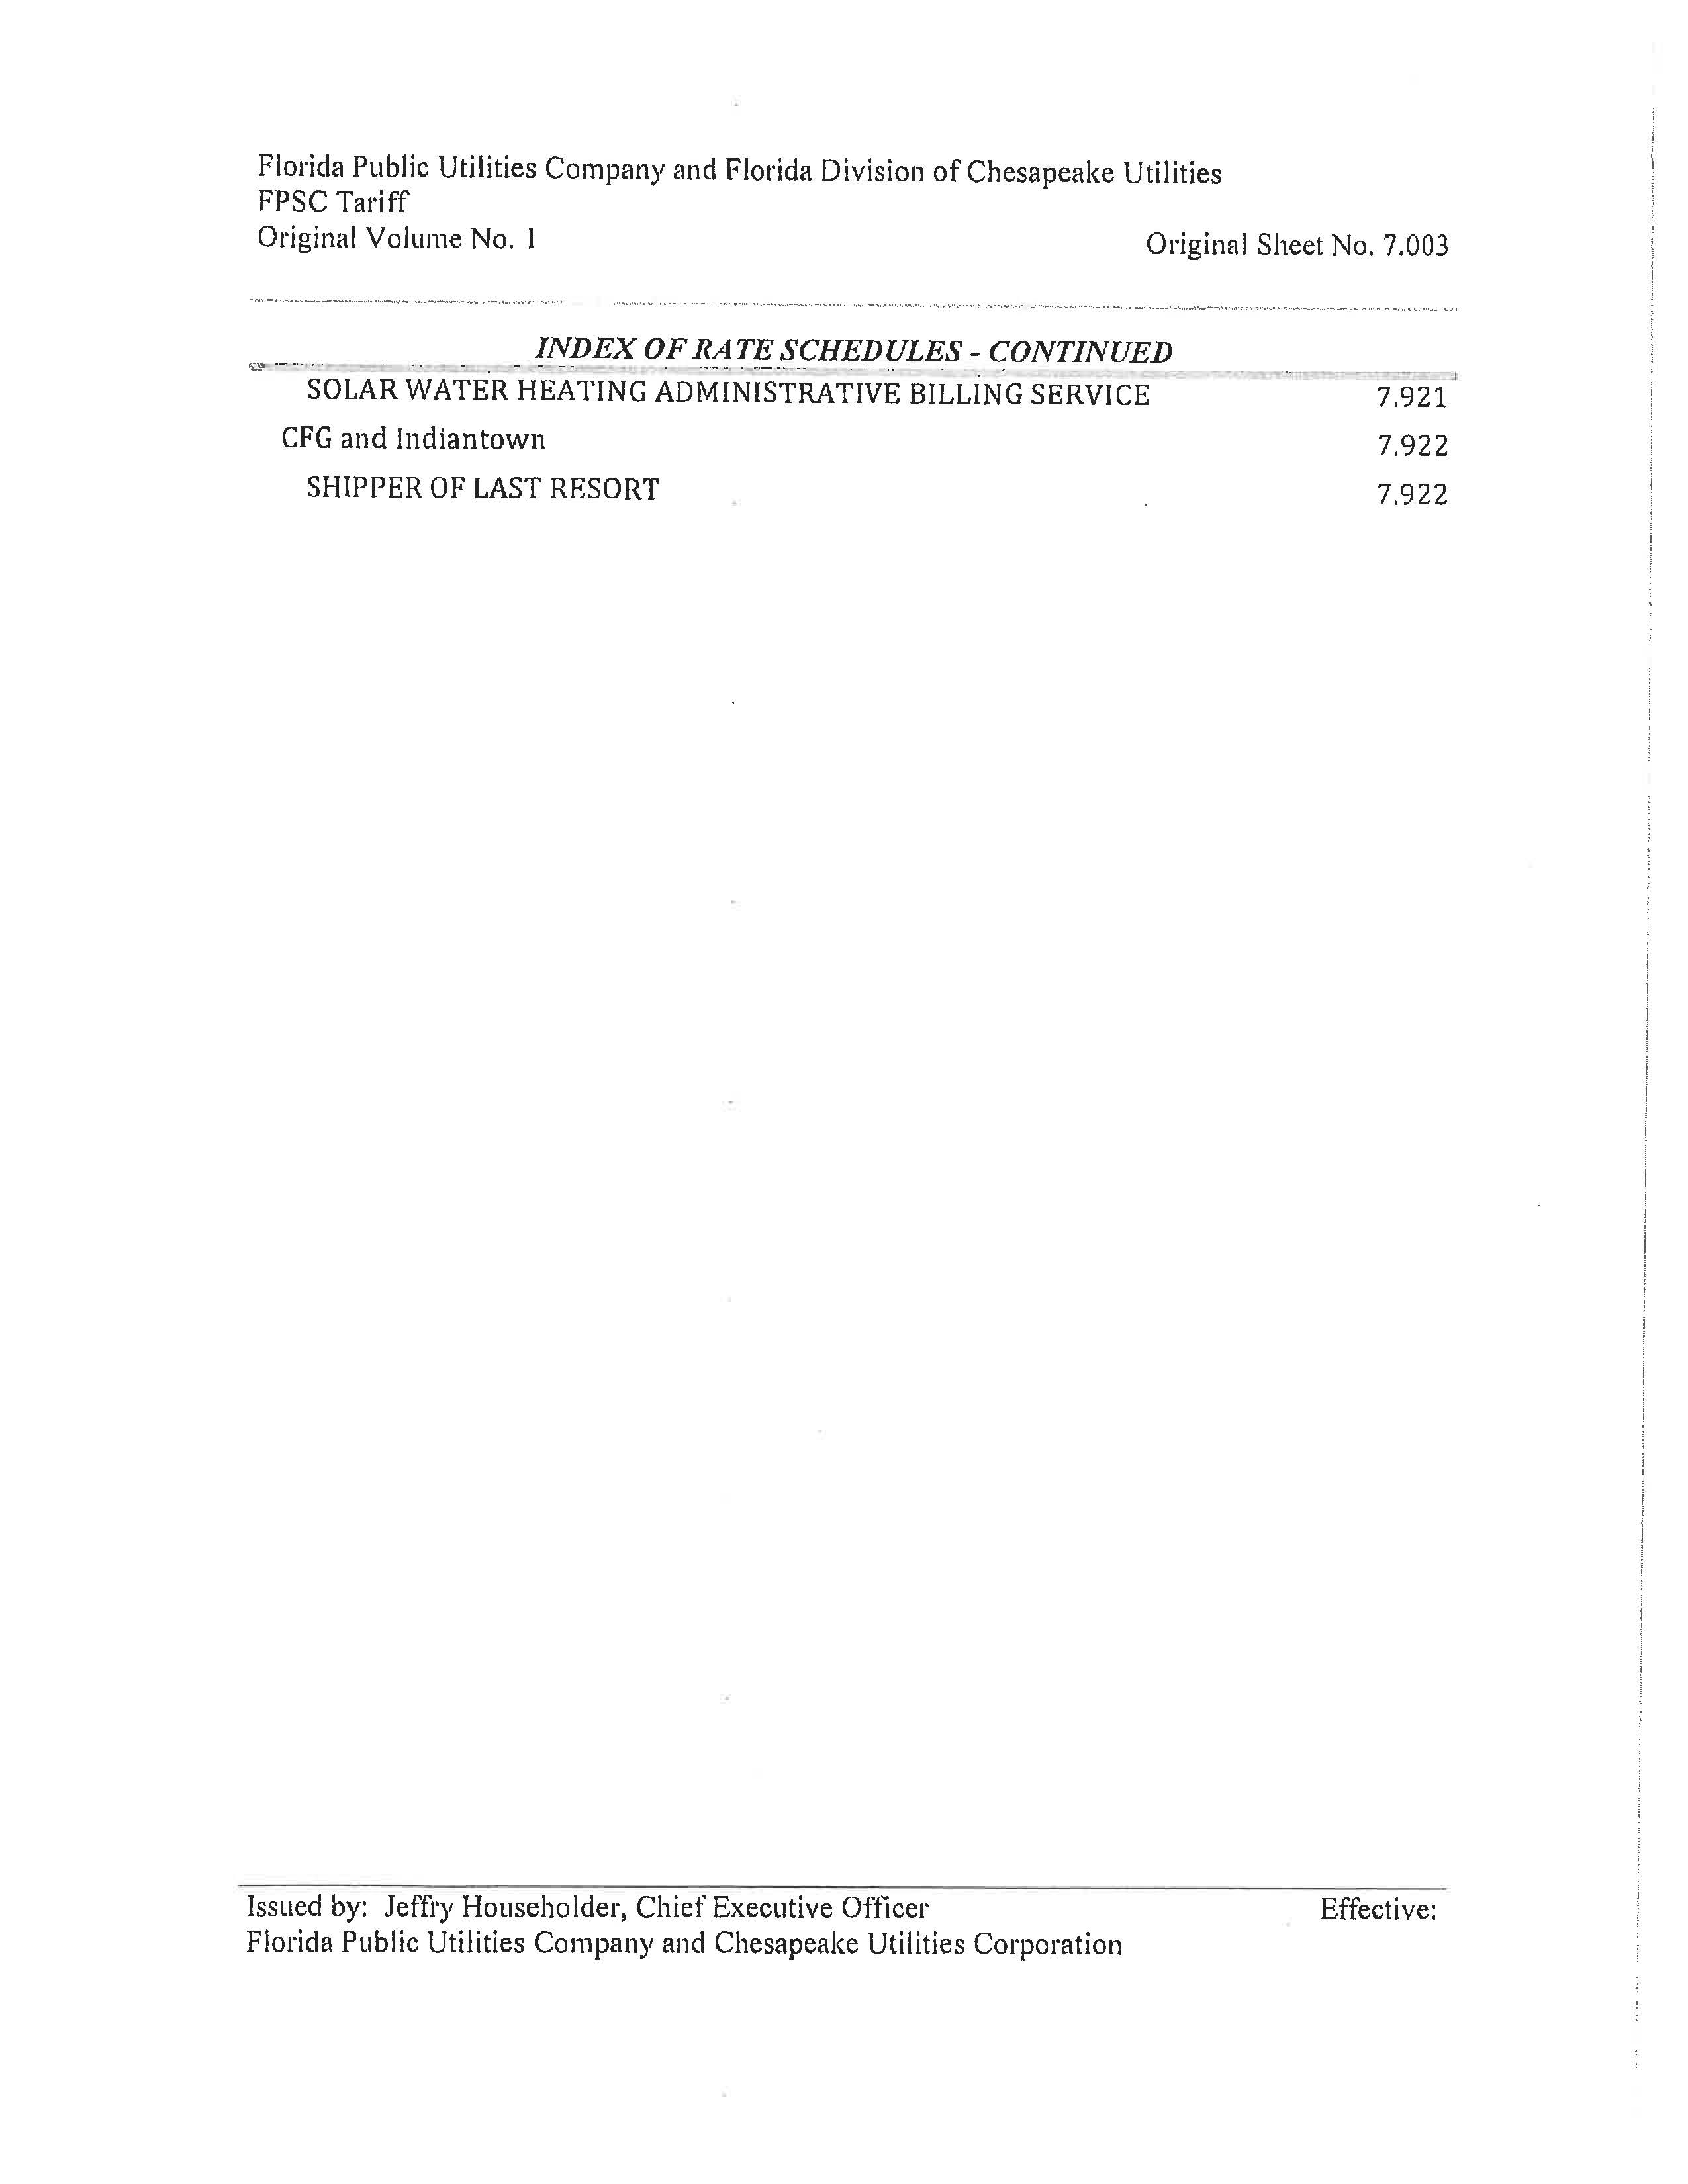 Florida Public Utilities Company and Florida Division of Chesapeake Utilities
FPSC Tariff
Original Volume No. 1
Original Sheet No. 7.003
INDEX OF RATE SCHEDULES - CONTINUED
SOLAR WATER HEATING ADMINISTRATIVE BILLING SERVICE 7.921
CFG and Indiantown 7.922
SHIPPER OF LAST RESORT 7.922
Issued by: Jeffry Householder, Chief Executive Officer Effective:
Florida Public Utilities Company and Chesapeake Utilities Corporation